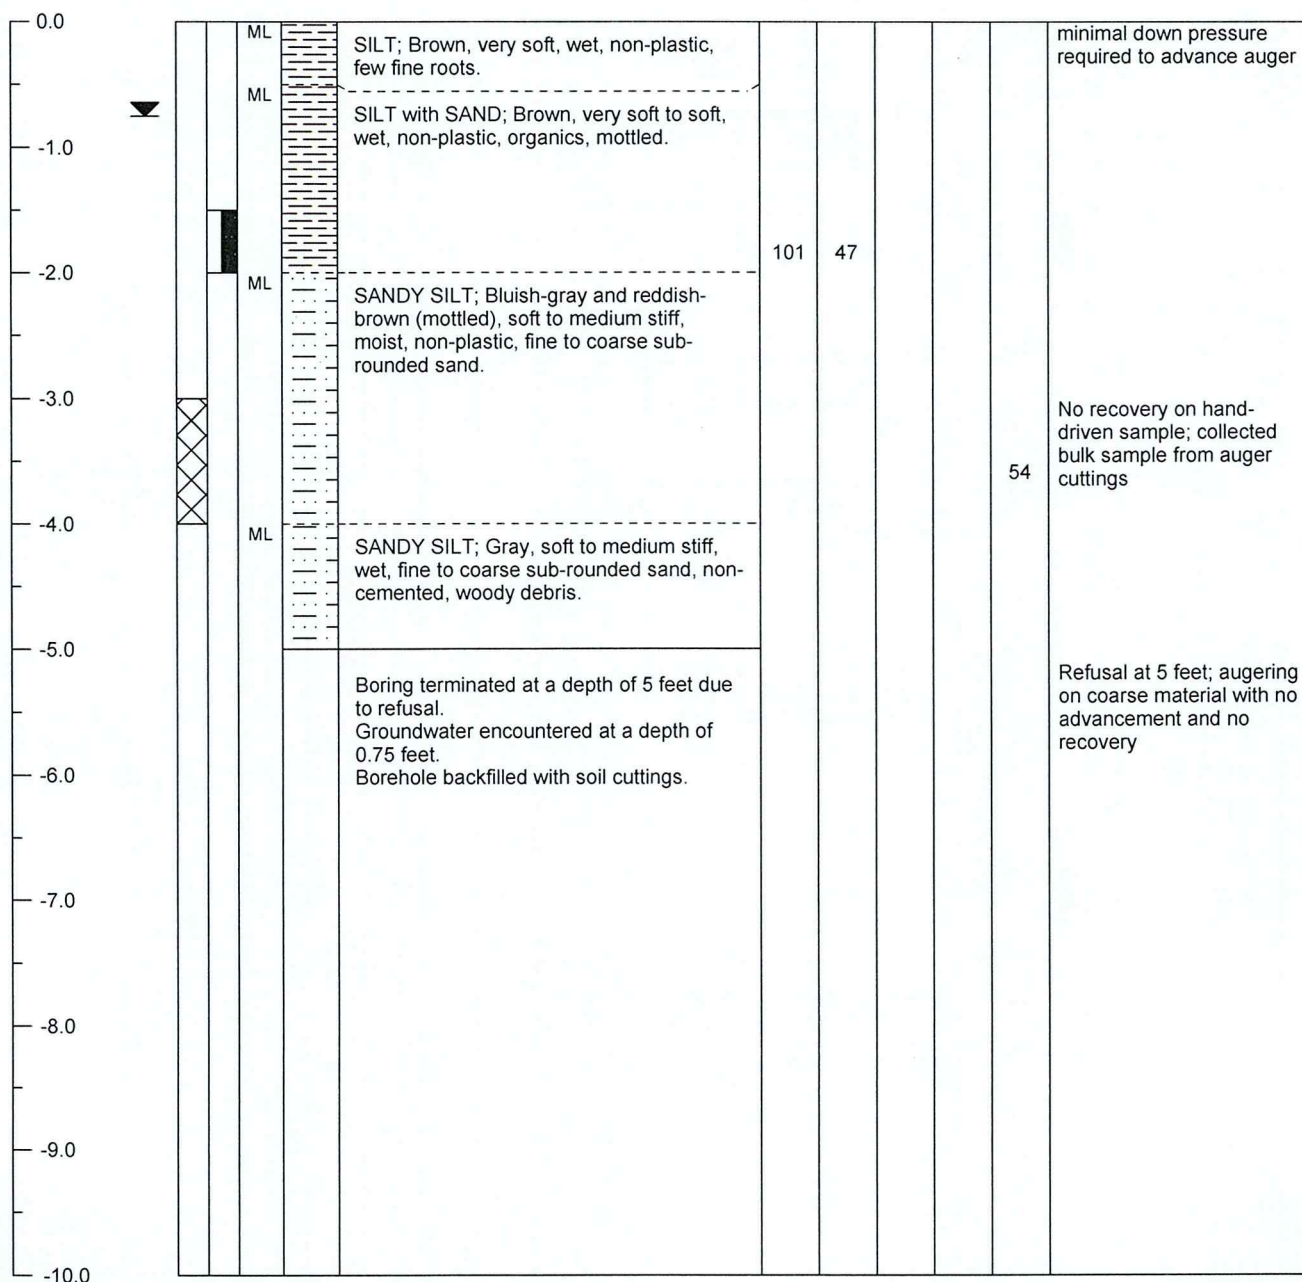 0.0
ML
SILT; Brown, very soft, wet, non-plastic,
few fine roots.
minimal down pressure
required to advance auger
ML
SILT with SAND; Brown, very soft to soft,
wet, non-plastic, organics, mottled.
-1.0
101 47
-2.0
ML
SANDY SILT; Bluish-gray and reddish-
brown (mottled), soft to medium stiff,
moist, non-plastic, fine to coarse sub-
rounded sand.
-3.0
No recovery on hand-
driven sample; collected
bulk sample from auger
cuttings
54
-4.0
ML
SANDY SILT; Gray, soft to medium stiff,
wet, fine to coarse sub-rounded sand, non-
cemented, woody debris.
-5.0
Boring terminated at a depth of 5 feet due
to refusal.
Groundwater encountered at a depth of
0.75 feet.
Borehole backfilled with soil cuttings.
Refusal at 5 feet; augering
on coarse material with no
advancement and no
recovery
-6.0
-7.0
-8.0
-9.0
-10.0